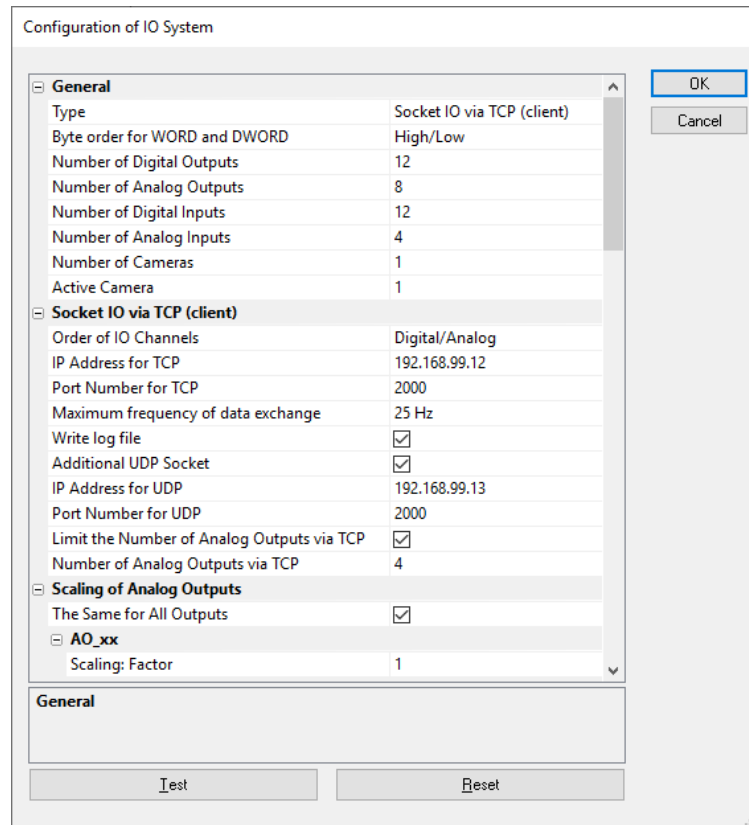 Configuration of IO System
General
OK
Type Socket IO via TCP (client)
Byte order for WORD and DWORD High/Low
Cancel
Number of Digital Outputs 12
Number of Analog Outputs 8
Number of Digital Inputs 12
Number of Analog Inputs 4
Number of Cameras 1
Active Camera 1
Socket IO via TCP (client)
Order of IO Channels Digital/Analog
IP Address for TCP 192.168.99.12
Port Number for TCP 2000
Maximum frequency of data exchange 25 Hz
Write log file
Additional UDP Socket
IP Address for UDP 192.168.99.13
Port Number for UDP 2000
Limit the Number of Analog Outputs via TCP
Number of Analog Outputs via TCP 4
Scaling of Analog Outputs
The Same for All Outputs
AO_xx
Scaling: Factor 1
General
Test Reset